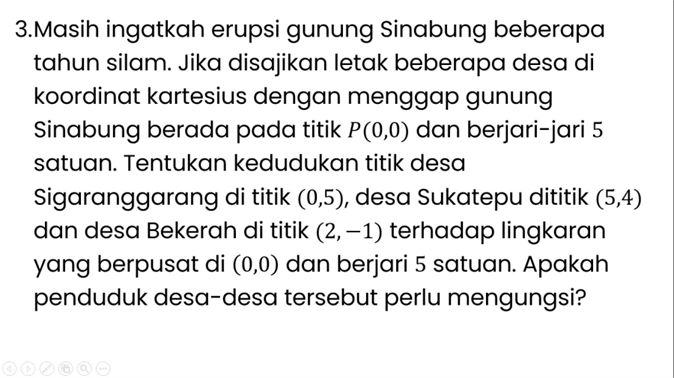 3.Masih ingatkah erupsi gunung Sinabung beberapa
tahun silam. Jika disajikan letak beberapa desa di
koordinat kartesius dengan menggap gunung
Sinabung berada pada titik P(0,0) dan berjari-jari 5
satuan. Tentukan kedudukan titik desa
Sigaranggarang di titik (0,5), desa Sukatepu dititik (5,4)
dan desa Bekerah di titik (2,−1) terhadap lingkaran
yang berpusat di (0,0) dan berjari 5 satuan. Apakah
penduduk desa-desa tersebut perlu mengungsi?